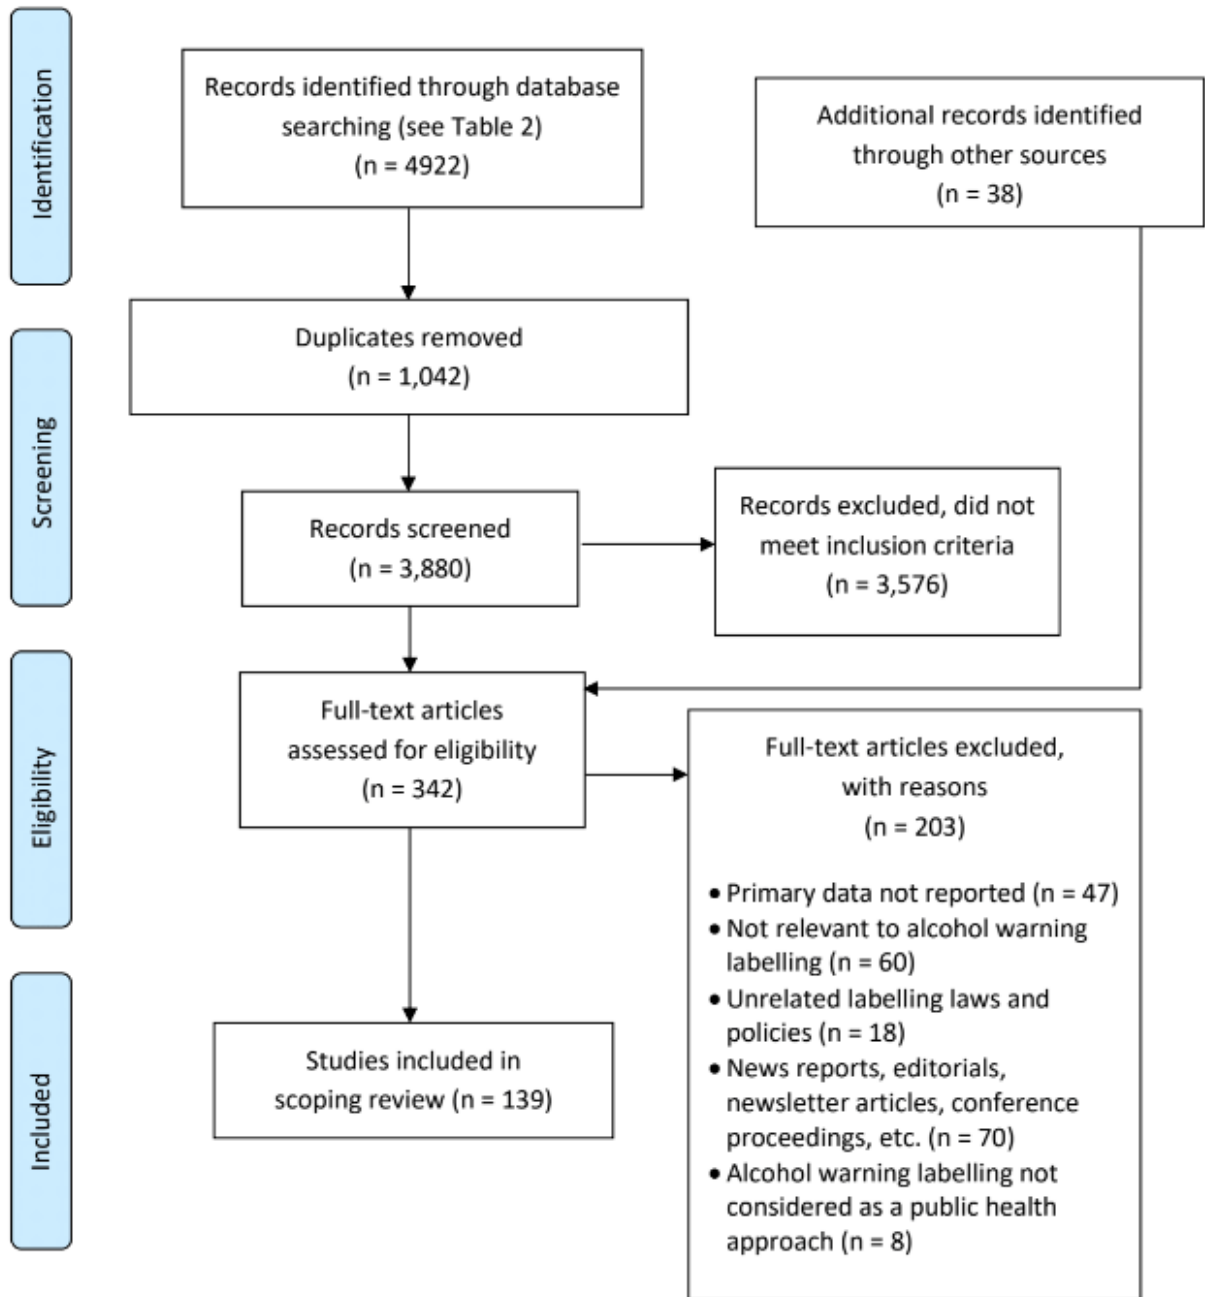 Identification
Records identified through database
searching (see Table 2)
(n = 4922)
Additional records identified
through other sources
(n = 38)
Screening
Duplicates removed
(n = 1,042)
Records screened
(n = 3,880)
Records excluded, did not
meet inclusion criteria
(n = 3,576)
Eligibility
Full-text articles
assessed for eligibility
(n = 342)
Full-text articles excluded,
with reasons
(n = 203)
• Primary data not reported (n = 47)
• Not relevant to alcohol warning
labelling (n = 60)
• Unrelated labelling laws and
policies (n = 18)
• News reports, editorials,
newsletter articles, conference
proceedings, etc. (n = 70)
• Alcohol warning labelling not
considered as a public health
approach (n = 8)
Included
Studies included in
scoping review (n = 139)